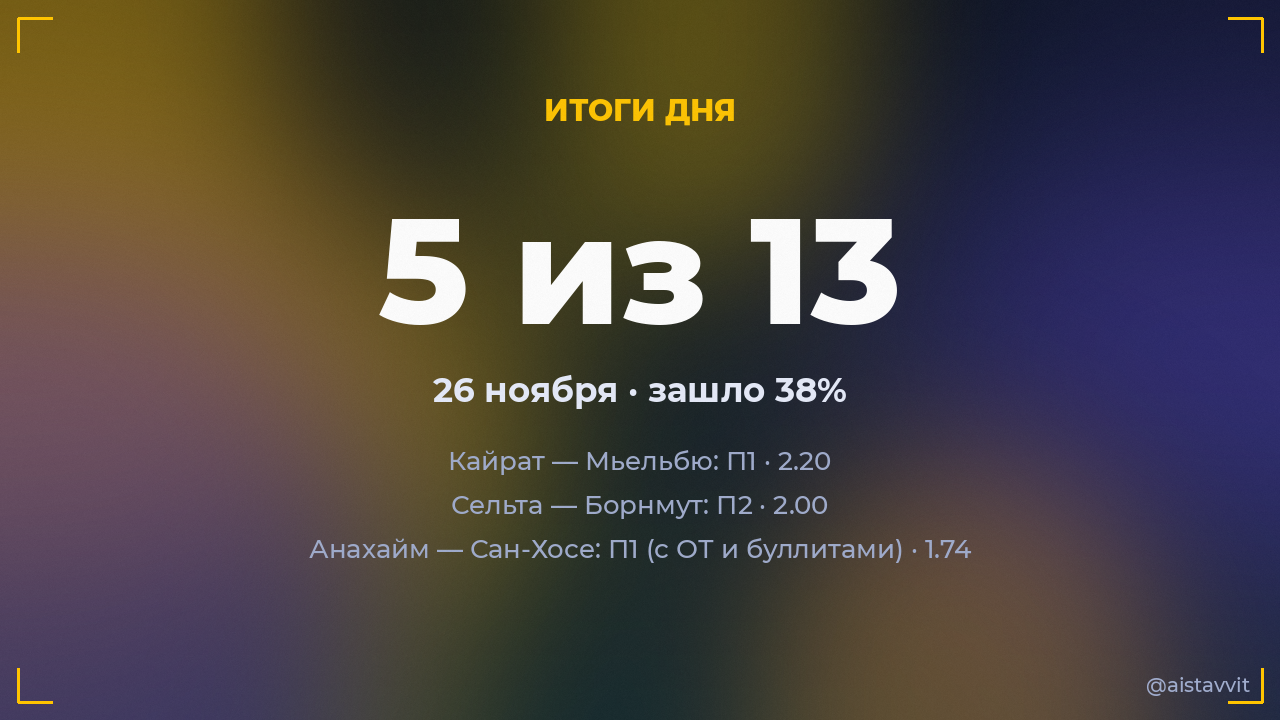 ИТОГИ ДНЯ
5 из 13
26 ноября · зашло 38%
Кайрат — Мьельбю: П1 · 2.20
Сельта — Борнмут: П2 · 2.00
Анахайм — Сан-Хосе: П1 (с ОТ и буллитами) · 1.74
@aistavvit